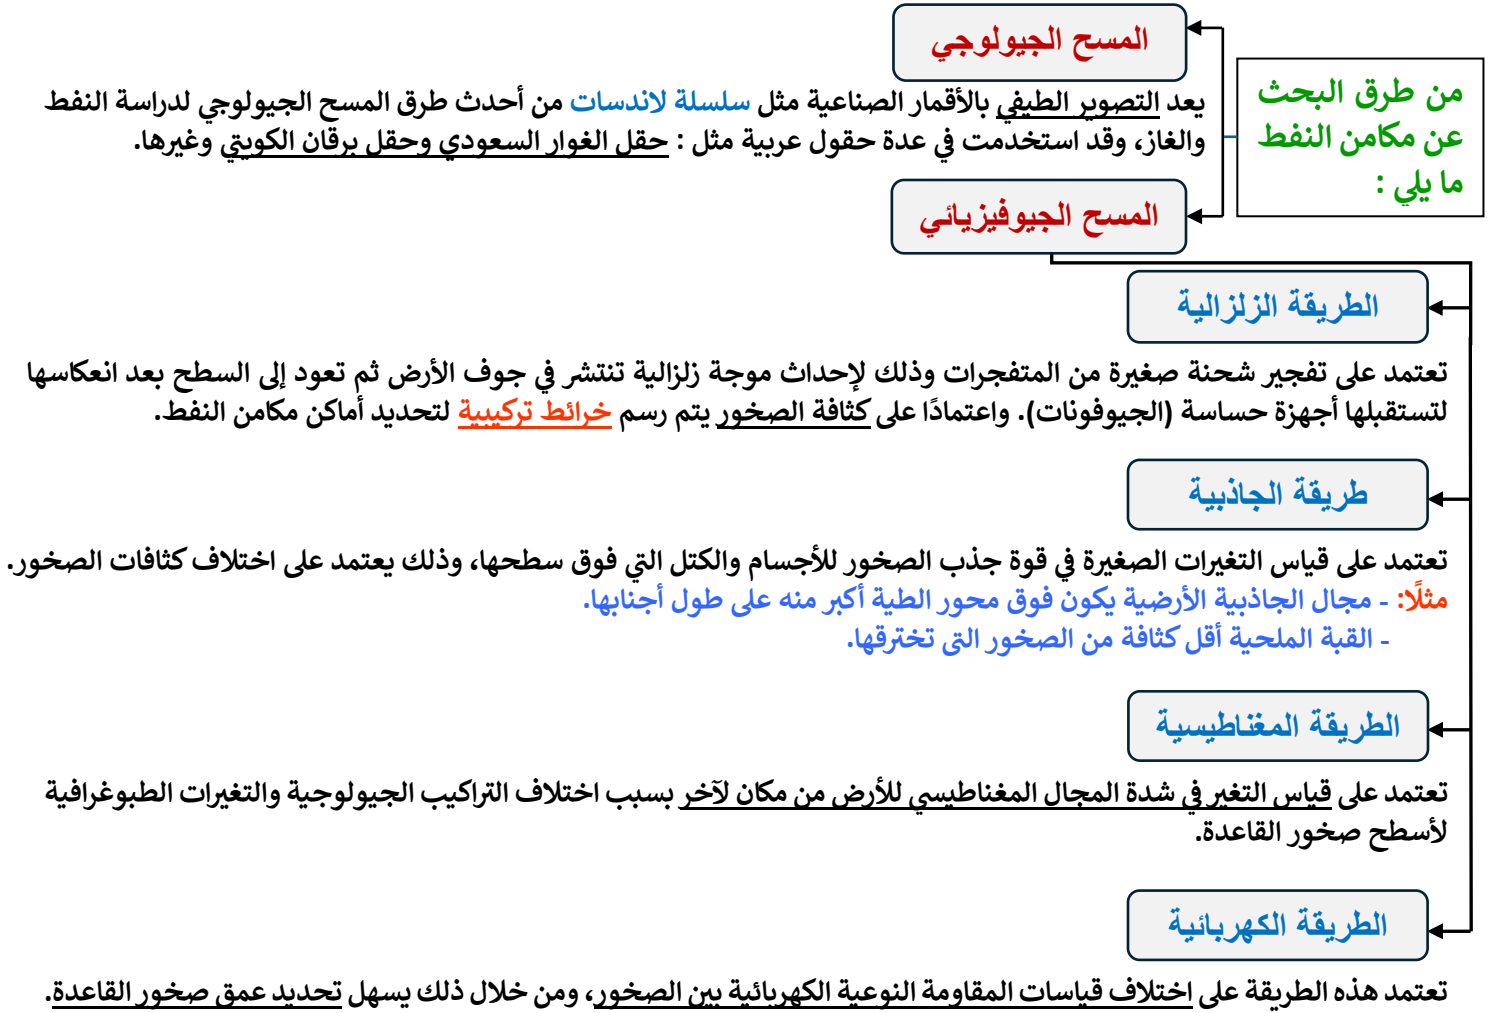 من طرق البحث
عن مكامن النفط
ما يلي :
المسح الجيولوجي
يعد التصوير الطيفي بالأقمار الصناعية مثل سلسلة لاندسات من أحدث طرق المسح الجيولوجي لدراسة النفط
والغاز، وقد استخدمت في عدة حقول عربية مثل : حقل الغوار السعودي وحقل برقان الكويتي وغيرها.
المسح الجيوفيزيائي
الطريقة الزلزالية
تعتمد على تفجير شحنة صغيرة من المتفجرات وذلك لإحداث موجة زلزالية تنتشر في جوف الأرض ثم تعود إلى السطح بعد انعكاسها
لتستقبلها أجهزة حساسة (الجيوفونات). واعتمادًا على كثافة الصخور يتم رسم خرائط تركيبية لتحديد أماكن مكامن النفط.
طريقة الجاذبية
تعتمد على قياس التغيرات الصغيرة في قوة جذب الصخور للأجسام والكتل التي فوق سطحها، وذلك يعتمد على اختلاف كثافات الصخور.
مثلًا: - مجال الجاذبية الأرضية يكون فوق محور الطية أكبر منه على طول أجنابها.
- القبة الملحية أقل كثافة من الصخور التى تخترقها.
الطريقة المغناطيسية
تعتمد على قياس التغير في شدة المجال المغناطيسي للأرض من مكان لآخر بسبب اختلاف التراكيب الجيولوجية والتغيرات الطبوغرافية
لأسطح صخور القاعدة.
الطريقة الكهربائية
تعتمد هذه الطريقة على اختلاف قياسات المقاومة النوعية الكهربائية بين الصخور، ومن خلال ذلك يسهل تحديد عمق صخور القاعدة.